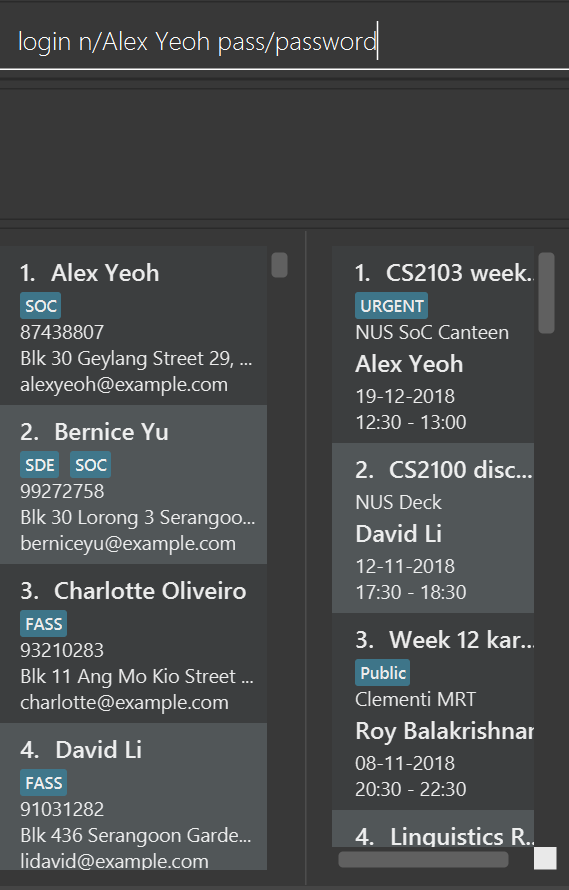 login n/Alex Yeoh pass/password
1. Alex Yeoh
SOC
87438807
Blk 30 Geylang Street 29, ...
alexyeoh@example.com
2. Bernice Yu
SDE SOC
99272758
Blk 30 Lorong 3 Serangoo...
berniceyu@example.com
3. Charlotte Oliveiro
FASS
93210283
Blk 11 Ang Mo Kio Street ...
charlotte@example.com
4. David Li
FASS
91031282
Blk 436 Serangoon Garde...
lidavid@example.com
1. CS2103 week...
URGENT
NUS SoC Canteen
Alex Yeoh
19-12-2018
12:30 - 13:00
2. CS2100 disc...
NUS Deck
David Li
12-11-2018
17:30 - 18:30
3. Week 12 kar...
Public
Clementi MRT
Roy Balakrishnan
08-11-2018
20:30 - 22:30
4. Linguistics R...